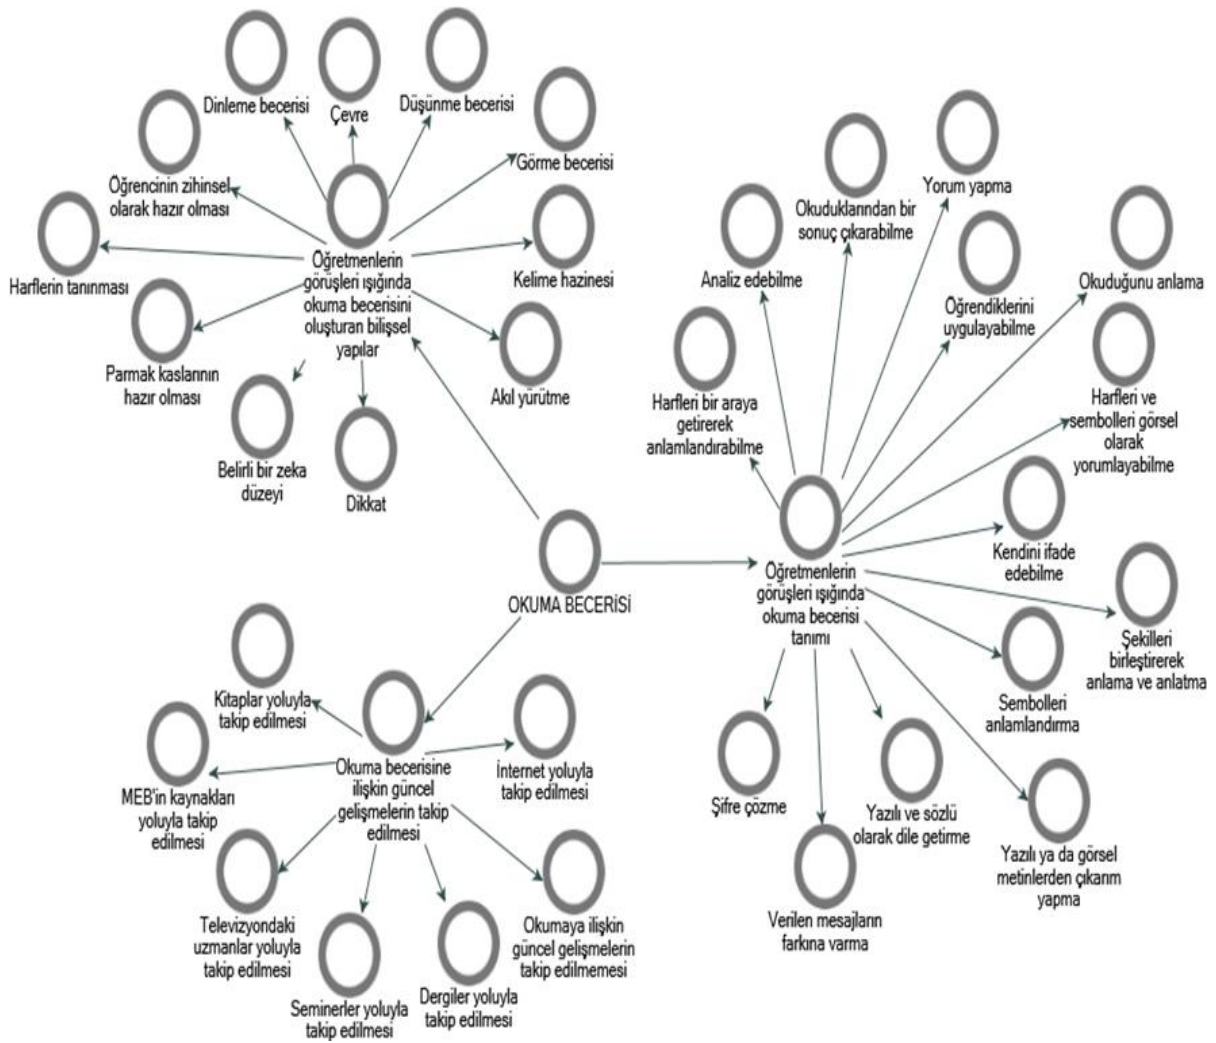 Dinleme becerisi
Çevre
Düşünme becerisi
Görme becerisi
Öğrencinin zihinsel
olarak hazır olması
Harflerin tanınması
Öğretmenlerin
görüşleri ışığında
okuma becerisini
oluşturan bilişsel
yapılar
Kelime hazinesi
Parmak kaslarının
hazır olması
Akıl yürütme
Belirli bir zeka
düzeyi
Dikkat
OKUMA BECERİSİ
Yorum yapma
Okuduklarından bir
sonuç çıkarabilme
Analiz edebilme
Öğrendiklerini
uygulayabilme
Okuduğunu anlama
Harfleri bir araya
getirerek
anlamlandırabilme
Harfleri ve
sembolleri görsel
olarak
yorumlayabilme
Kendini ifade
edebilme
Öğretmenlerin
görüşleri ışığında
okuma becerisi
tanımı
Şekilleri
birleştirerek
anlama ve anlatma
Sembolleri
anlamlandırma
Şifre çözme
Yazılı ve sözlü
olarak dile getirme
Yazılı ya da görsel
metinlerden çıkarım
yapma
Verilen mesajların
farkına varma
Kitaplar yoluyla
takip edilmesi
MEB'in kaynakları
yoluyla takip
edilmesi
Okuma becerisine
ilişkin güncel
gelişmelerin takip
edilmesi
İnternet yoluyla
takip edilmesi
Televizyondaki
uzmanlar yoluyla
takip edilmesi
Seminerler yoluyla
takip edilmesi
Dergiler yoluyla
takip edilmesi
Okumaya ilişkin
güncel gelişmelerin
takip edilmemesi